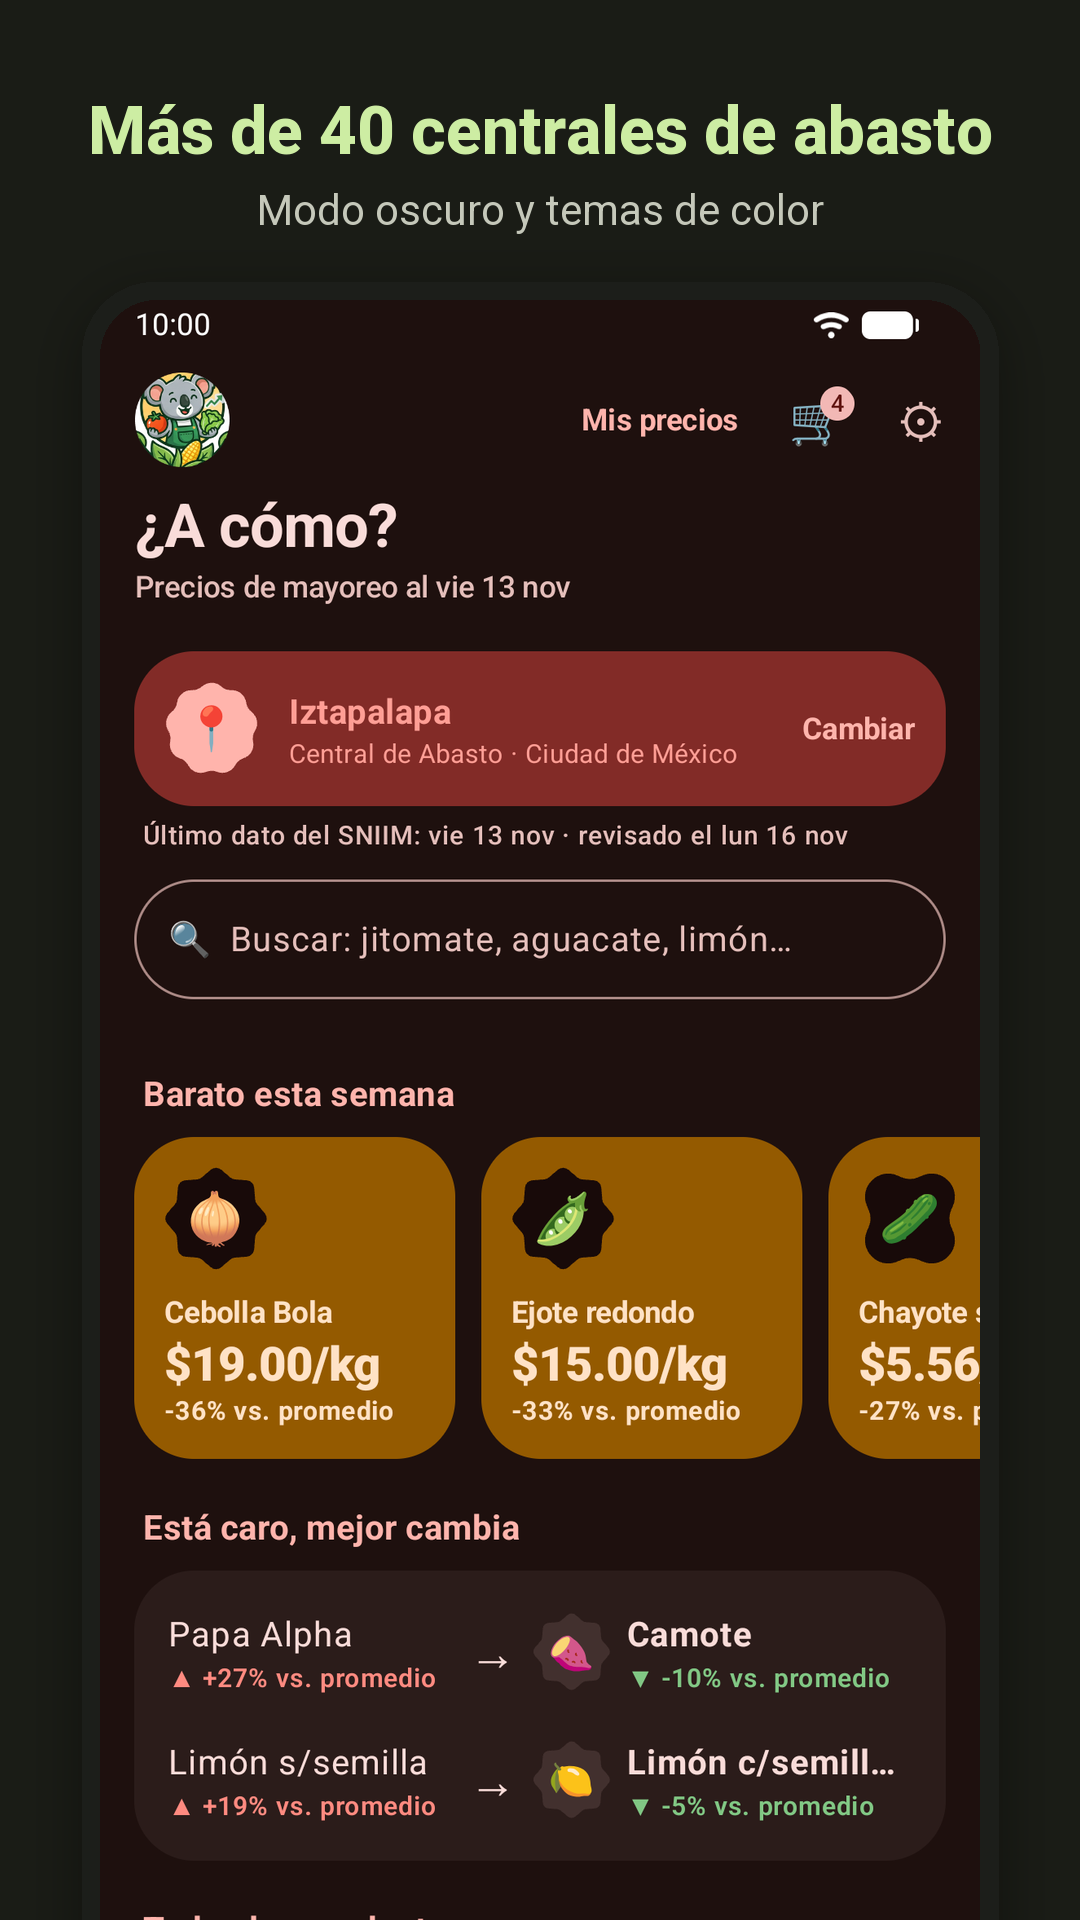 Más de 40 centrales de abasto
Modo oscuro y temas de color
10:00
Mis precios
4
¿A cómo?
Precios de mayoreo al vie 13 nov
Iztapalapa
Central de Abasto · Ciudad de México
Cambiar
Último dato del SNIIM: vie 13 nov · revisado el lun 16 nov
Buscar: jitomate, aguacate, limón...
Barato esta semana
Cebolla Bola
$19.00/kg
-36% vs. promedio
Ejote redondo
$15.00/kg
-33% vs. promedio
Chayote
$5.56
-27% vs.
Está caro, mejor cambia
Papa Alpha
▲ +27% vs. promedio
→
Camote
▼ -10% vs. promedio
Limón s/semilla
▲ +19% vs. promedio
→
Limón c/semill...
▼ -5% vs. promedio